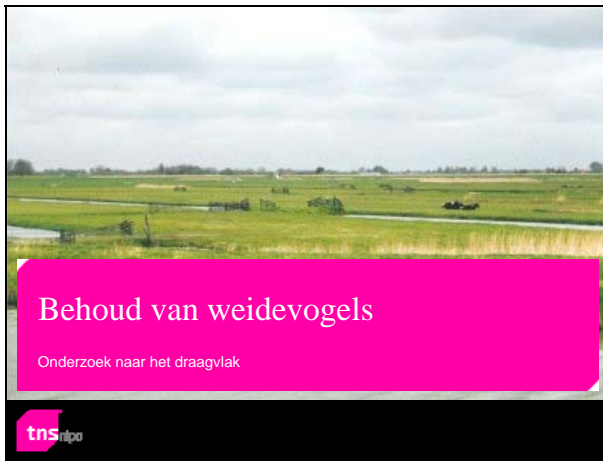 Behoud van weidevogels
Onderzoek naar het draagvlak
tns nipo